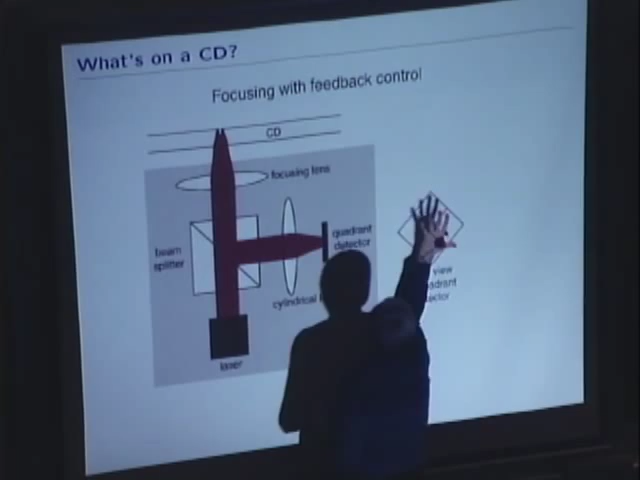 What's on a CD?
Focusing with feedback control
CD
focusing lens
beam
splitter
quadrant
detector
cylindrical
laser
view